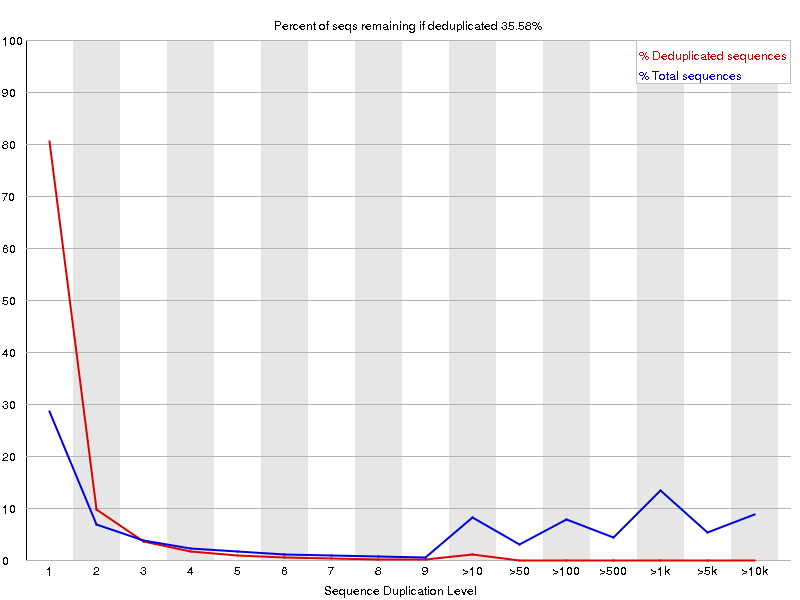 Percent of seqs remaining if deduplicated 35.58%
% Deduplicated sequences
% Total sequences
100
90
80
70
60
50
40
30
20
10
0
1 2 3 4 5 6 7 8 9 >10 >50 >100 >500 >1k >5k >10k
Sequence Duplication Level